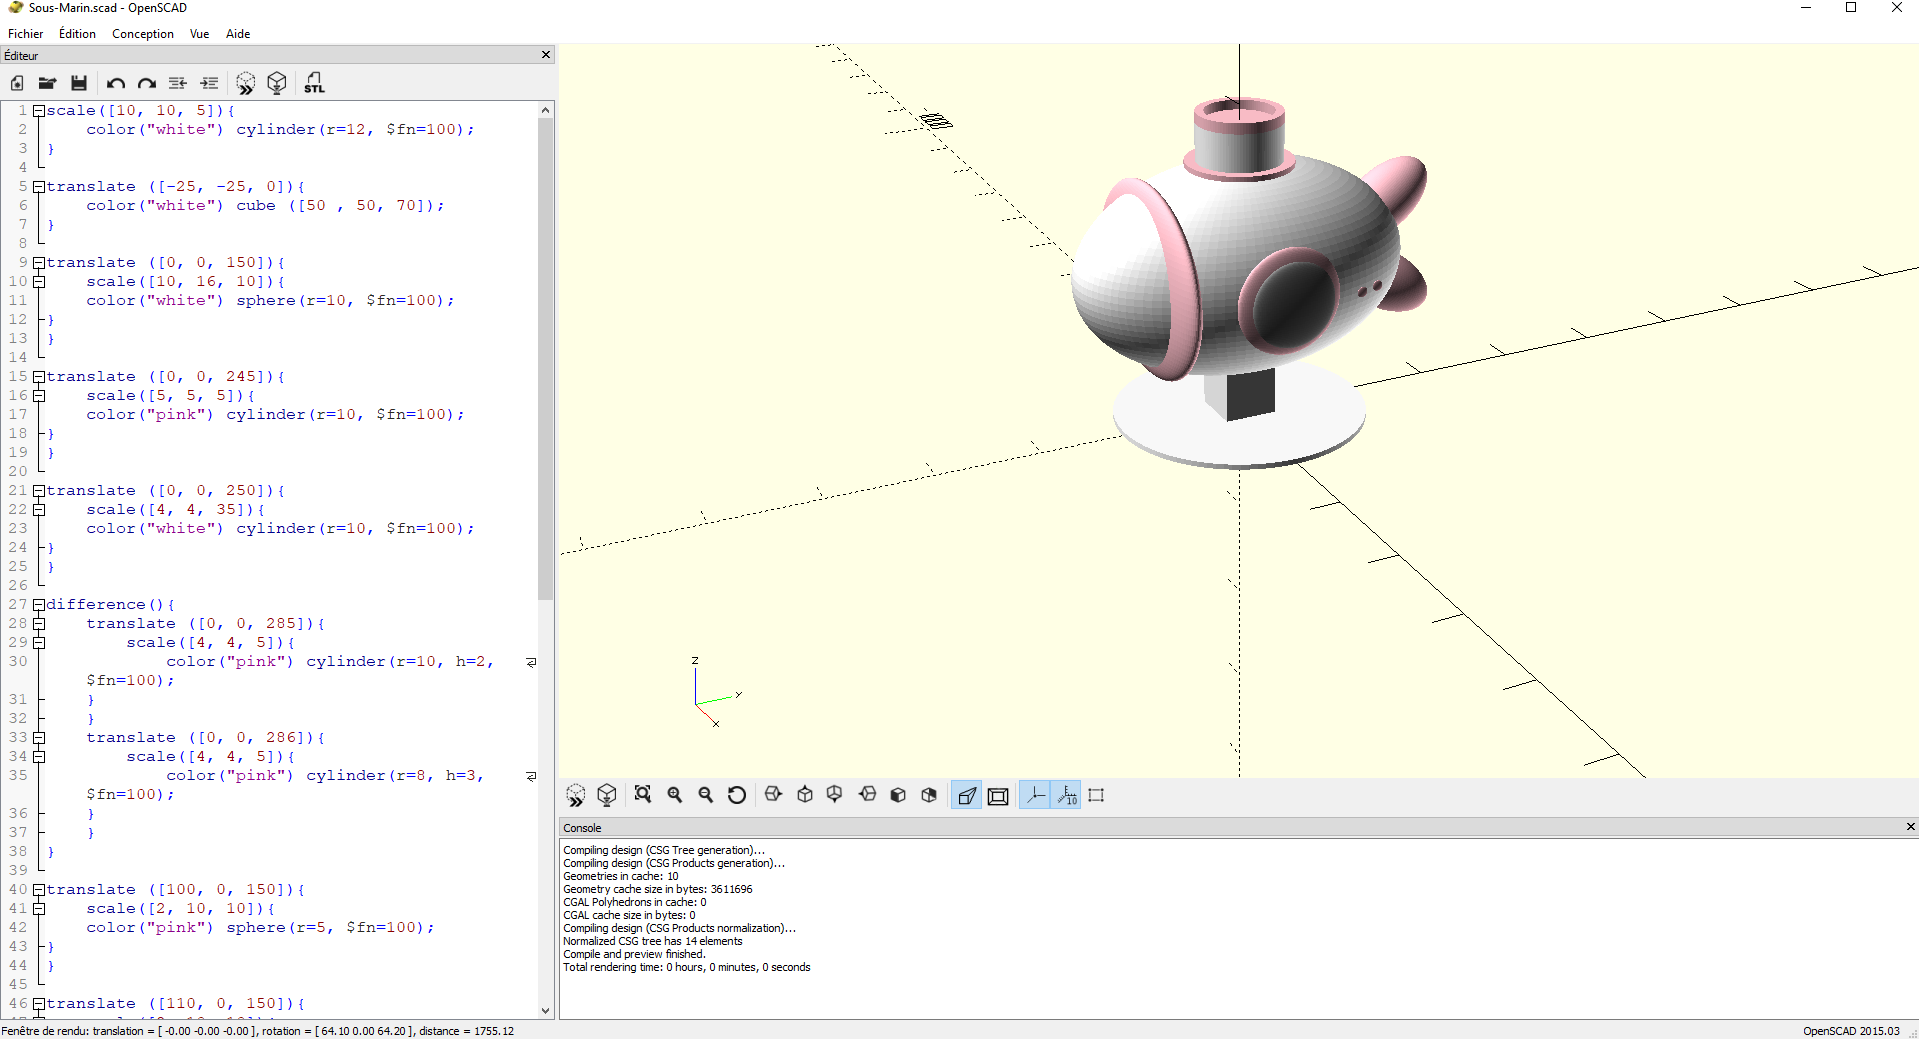 Sous-Marin.scad - OpenSCAD
Fichier Édition Conception Vue Aide
Éditeur
STL
1 scale([10, 10, 5]){
2 color("white") cylinder(r=12, $fn=100);
3 }
4
5 translate ([-25, -25, 0]){
6 color("white") cube ([50 , 50, 70]);
7 }
8
9 translate ([0, 0, 150]){
10 scale([10, 16, 10]){
11 color("white") sphere(r=10, $fn=100);
12 }
13 }
14
15 translate ([0, 0, 245]){
16 scale([5, 5, 5]){
17 color("pink") cylinder(r=10, $fn=100);
18 }
19 }
20
21 translate ([0, 0, 250]){
22 scale([4, 4, 35]){
23 color("white") cylinder(r=10, $fn=100);
24 }
25 }
26
27 difference(){
28 translate ([0, 0, 285]){
29 scale([4, 4, 5]){
30 color("pink") cylinder(r=10, h=2,
$fn=100);
31 }
32 }
33 translate ([0, 0, 286]){
34 scale([4, 4, 5]){
35 color("pink") cylinder(r=8, h=3,
$fn=100);
36 }
37 }
38 }
39
40 translate ([100, 0, 150]){
41 scale([2, 10, 10]){
42 color("pink") sphere(r=5, $fn=100);
43 }
44 }
45
46 translate ([110, 0, 150]){
z
y
x
10
Console
Compiling design (CSG Tree generation)...
Compiling design (CSG Products generation)...
Geometries in cache: 10
Geometry cache size in bytes: 3611696
CGAL Polyhedrons in cache: 0
CGAL cache size in bytes: 0
Compiling design (CSG Products normalization)...
Normalized CSG tree has 14 elements
Compile and preview finished.
Total rendering time: 0 hours, 0 minutes, 0 seconds
Fenêtre de rendu: translation = [ -0.00 -0.00 -0.00 ], rotation = [ 64.10 0.00 64.20 ], distance = 1755.12
OpenSCAD 2015.03